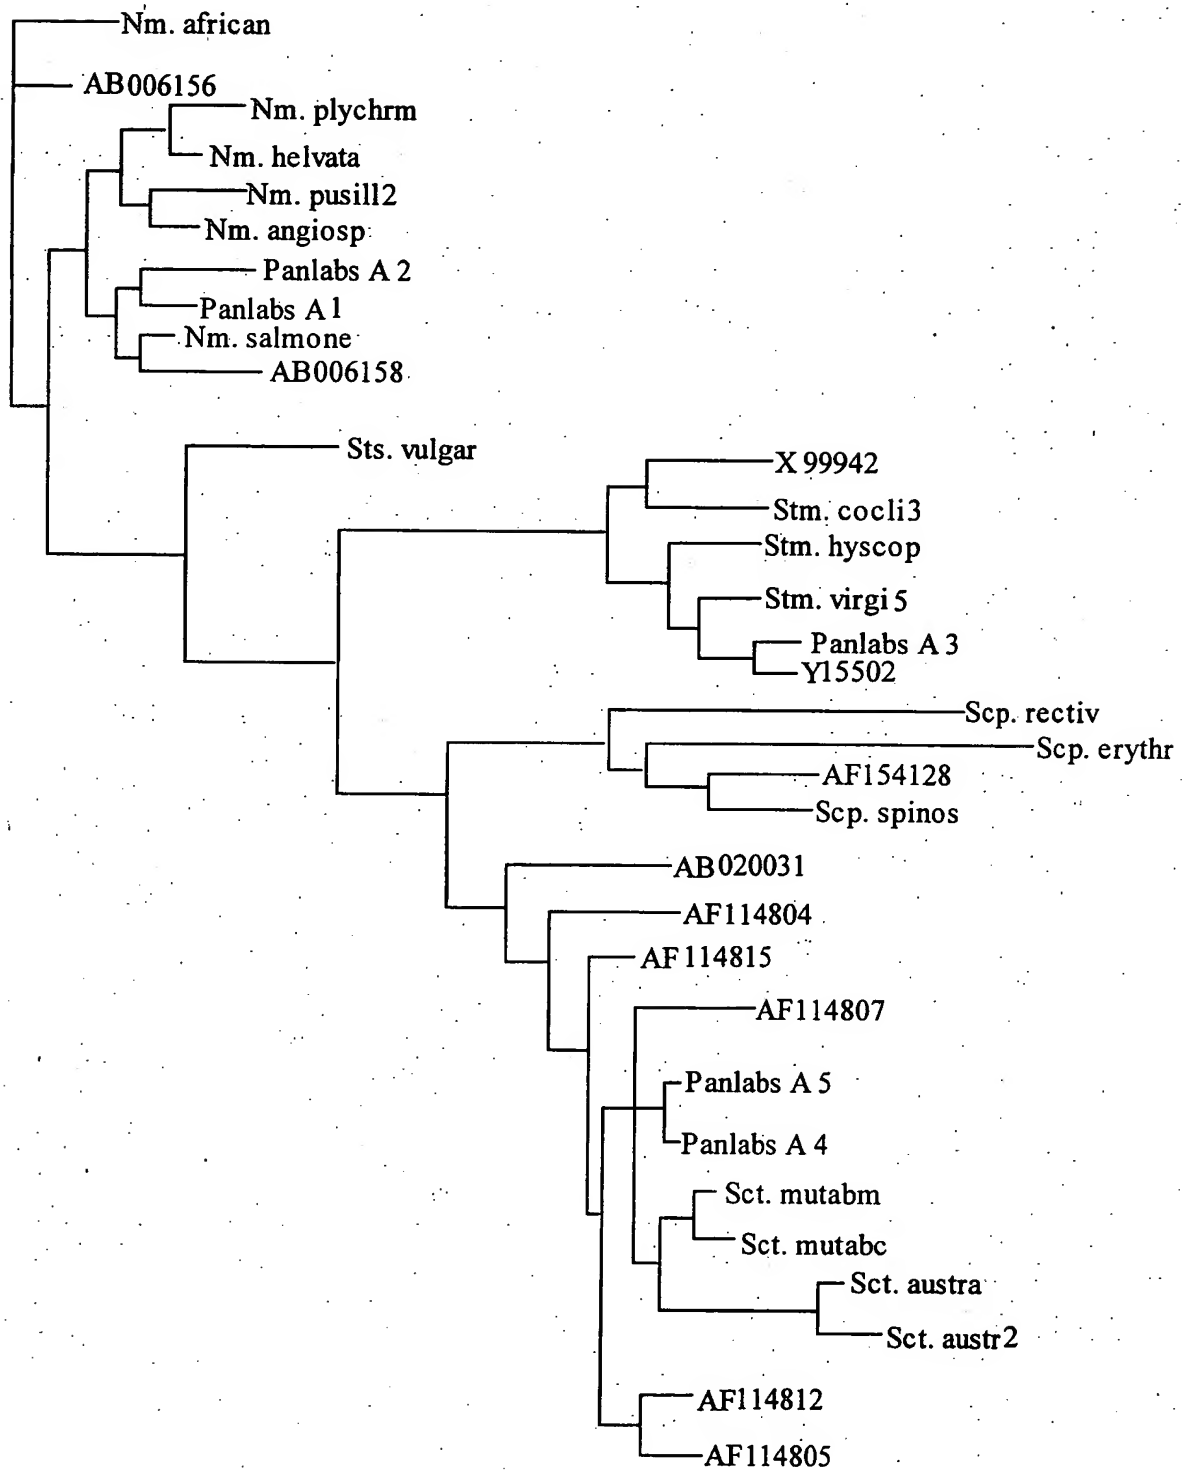 Nm. african
AB006156
Nm. plychrm
Nm. helvata
Nm. pusill2
Nm. angiosp
Panlabs A 2
Panlabs A 1
Nm. salmone
AB006158
Sts. vulgar
X 99942
Stm. cocli3
Stm. hyscop
Stm. virgi 5
Panlabs A 3
Y15502
Scp. rectiv
Scp. erythr
AF154128
Scp. spinos
AB020031
AF114804
AF114815
AF114807
Panlabs A 5
Panlabs A 4
Sct. mutabm
Sct. mutabc
Sct. austra
Sct. austr2
AF114812
AF114805